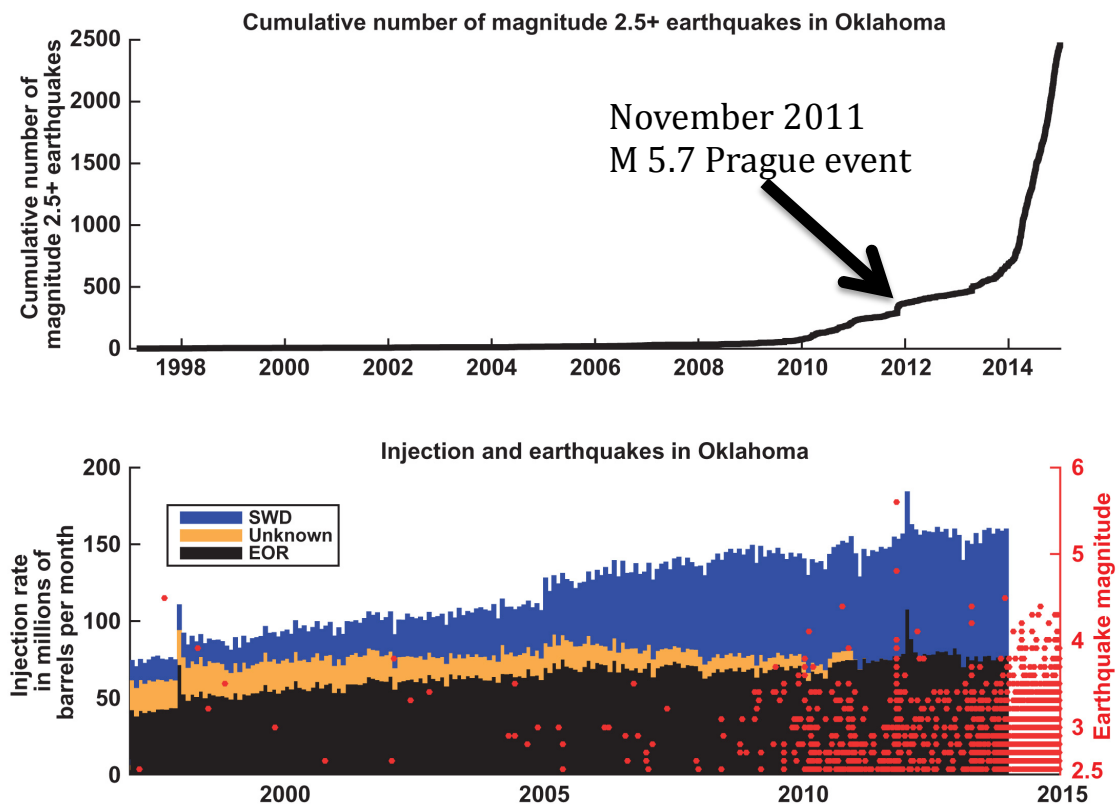 Cumulative number of magnitude 2.5+ earthquakes in Oklahoma
Cumulative number of
magnitude 2.5+ earthquakes
2500
2000
1500
1000
500
0
November 2011
M 5.7 Prague event
1998 2000 2002 2004 2006 2008 2010 2012 2014
Injection and earthquakes in Oklahoma
Injection rate
in millions of
barrels per month
200
150
100
50
0
SWD
Unknown
EOR
6
5
4
3
2.5
Earthquake magnitude
2000 2005 2010 2015